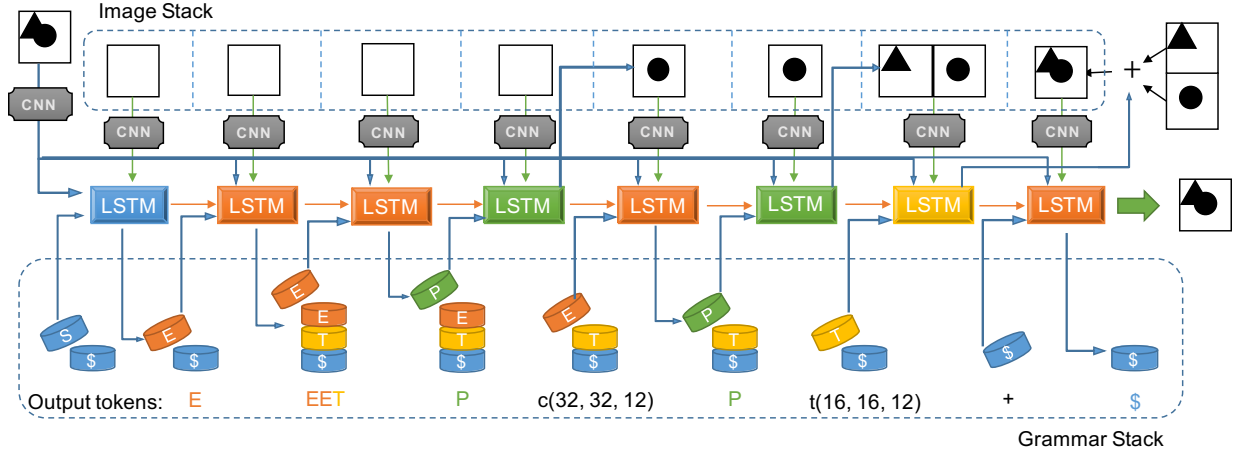 Image Stack
CNN
CNN CNN CNN CNN CNN CNN CNN CNN
LSTM LSTM LSTM LSTM LSTM LSTM LSTM LSTM
+
S $
E $
E E T $
P E T $
E T $
P T $
T $
$
$
Output tokens: E EET P c(32, 32, 12) P t(16, 16, 12) + $
Grammar Stack